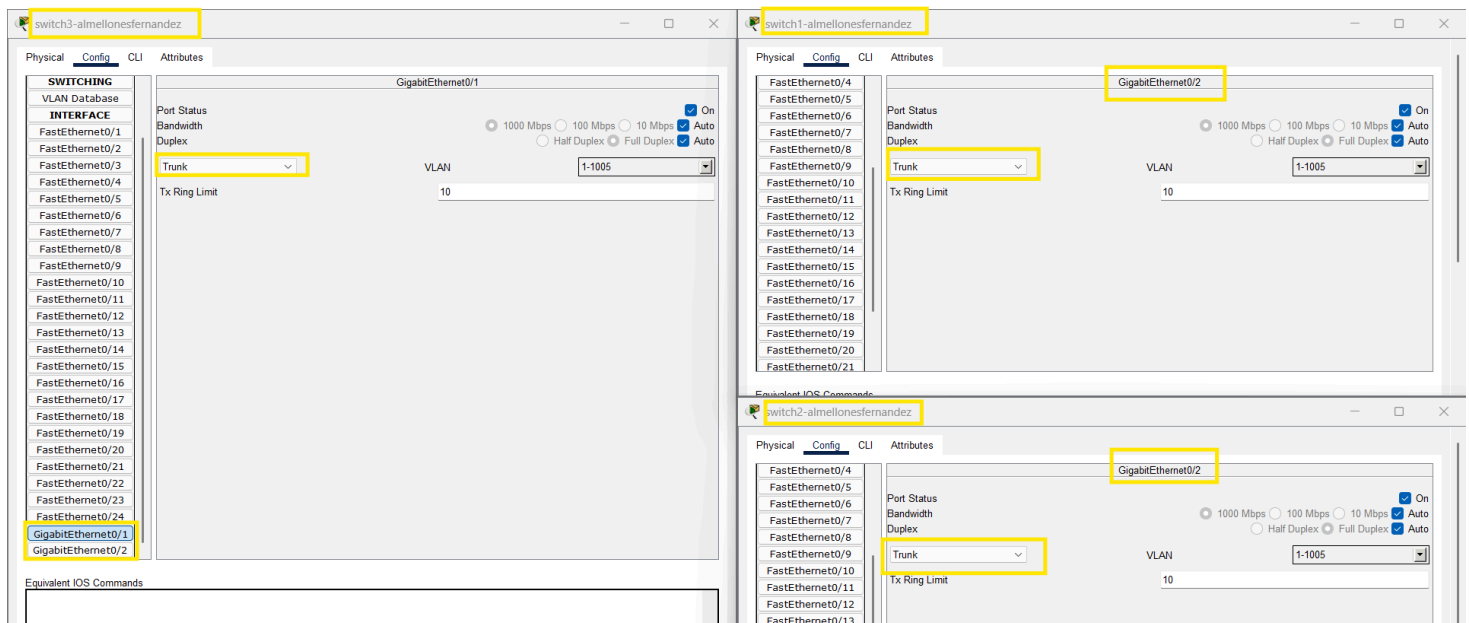 switch3-almellonesfernandez
Physical Config CLI Attributes
SWITCHING
VLAN Database
INTERFACE
FastEthernet0/1
FastEthernet0/2
FastEthernet0/3
FastEthernet0/4
FastEthernet0/5
FastEthernet0/6
FastEthernet0/7
FastEthernet0/8
FastEthernet0/9
FastEthernet0/10
FastEthernet0/11
FastEthernet0/12
FastEthernet0/13
FastEthernet0/14
FastEthernet0/15
FastEthernet0/16
FastEthernet0/17
FastEthernet0/18
FastEthernet0/19
FastEthernet0/20
FastEthernet0/21
FastEthernet0/22
FastEthernet0/23
FastEthernet0/24
GigabitEthernet0/1
GigabitEthernet0/2
GigabitEthernet0/1
Port Status On
Bandwidth 1000 Mbps 100 Mbps 10 Mbps Auto
Duplex Half Duplex Full Duplex Auto
Trunk VLAN 1-1005
Tx Ring Limit 10
Equivalent IOS Commands
switch1-almellonesfernandez
Physical Config CLI Attributes
FastEthernet0/4
FastEthernet0/5
FastEthernet0/6
FastEthernet0/7
FastEthernet0/8
FastEthernet0/9
FastEthernet0/10
FastEthernet0/11
FastEthernet0/12
FastEthernet0/13
FastEthernet0/14
FastEthernet0/15
FastEthernet0/16
FastEthernet0/17
FastEthernet0/18
FastEthernet0/19
FastEthernet0/20
FastEthernet0/21
GigabitEthernet0/2
Port Status On
Bandwidth 1000 Mbps 100 Mbps 10 Mbps Auto
Duplex Half Duplex Full Duplex Auto
Trunk VLAN 1-1005
Tx Ring Limit 10
Equivalent IOS Commands
switch2-almellonesfernandez
Physical Config CLI Attributes
FastEthernet0/4
FastEthernet0/5
FastEthernet0/6
FastEthernet0/7
FastEthernet0/8
FastEthernet0/9
FastEthernet0/10
FastEthernet0/11
FastEthernet0/12
FastEthernet0/13
GigabitEthernet0/2
Port Status On
Bandwidth 1000 Mbps 100 Mbps 10 Mbps Auto
Duplex Half Duplex Full Duplex Auto
Trunk VLAN 1-1005
Tx Ring Limit 10